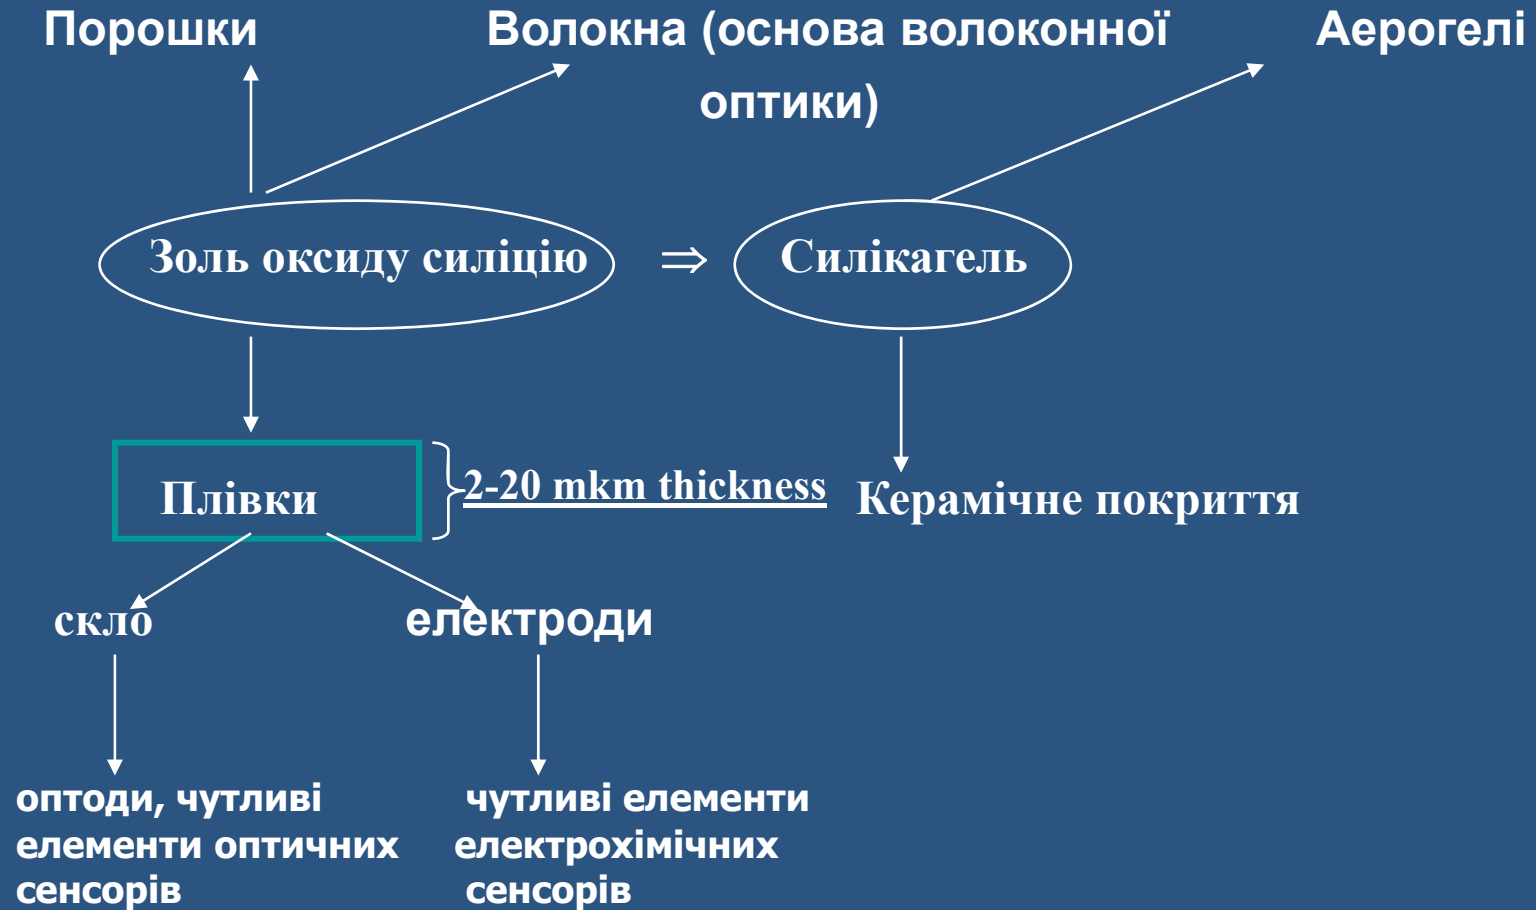 Порошки
Волокна (основа волоконної
оптики)
Аерогелі
Золь оксиду силіцію
⇒
Силікагель
Плівки
2-20 mkm thickness
Керамічне покриття
скло
електроди
оптоди, чутливі
елементи оптичних
сенсорів
чутливі елементи
електрохімічних
сенсорів